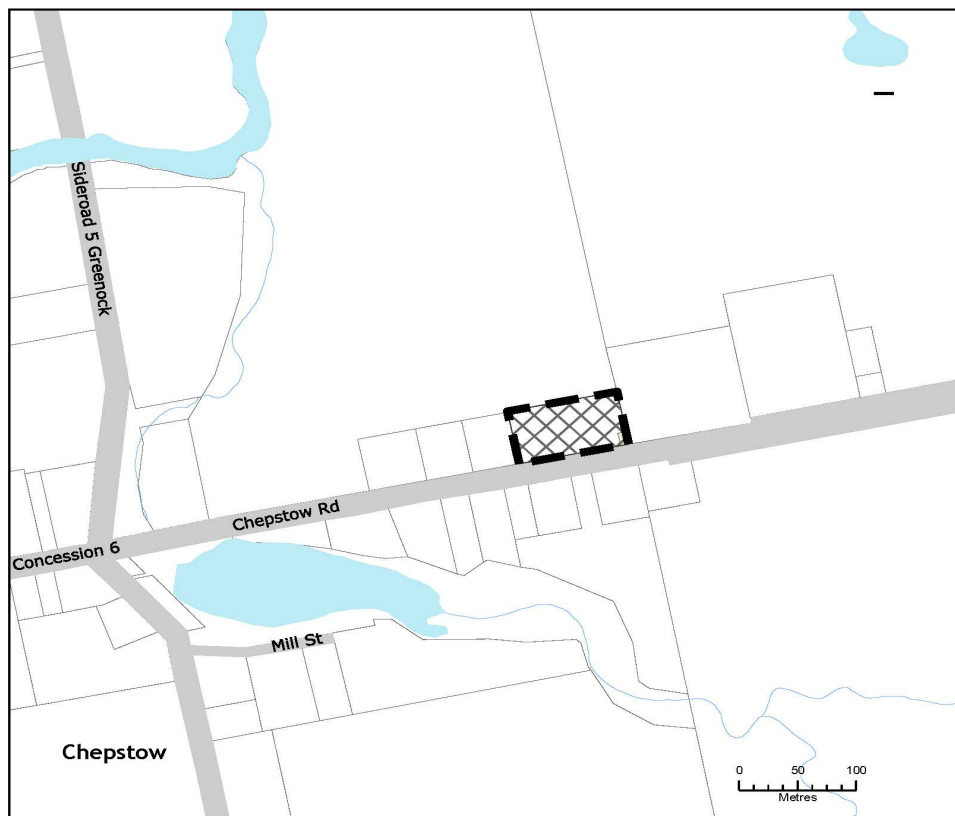 Sideroad 5 Greenock
Chepstow Rd
Concession 6
Mill St
Chepstow
0 50 100
Metres